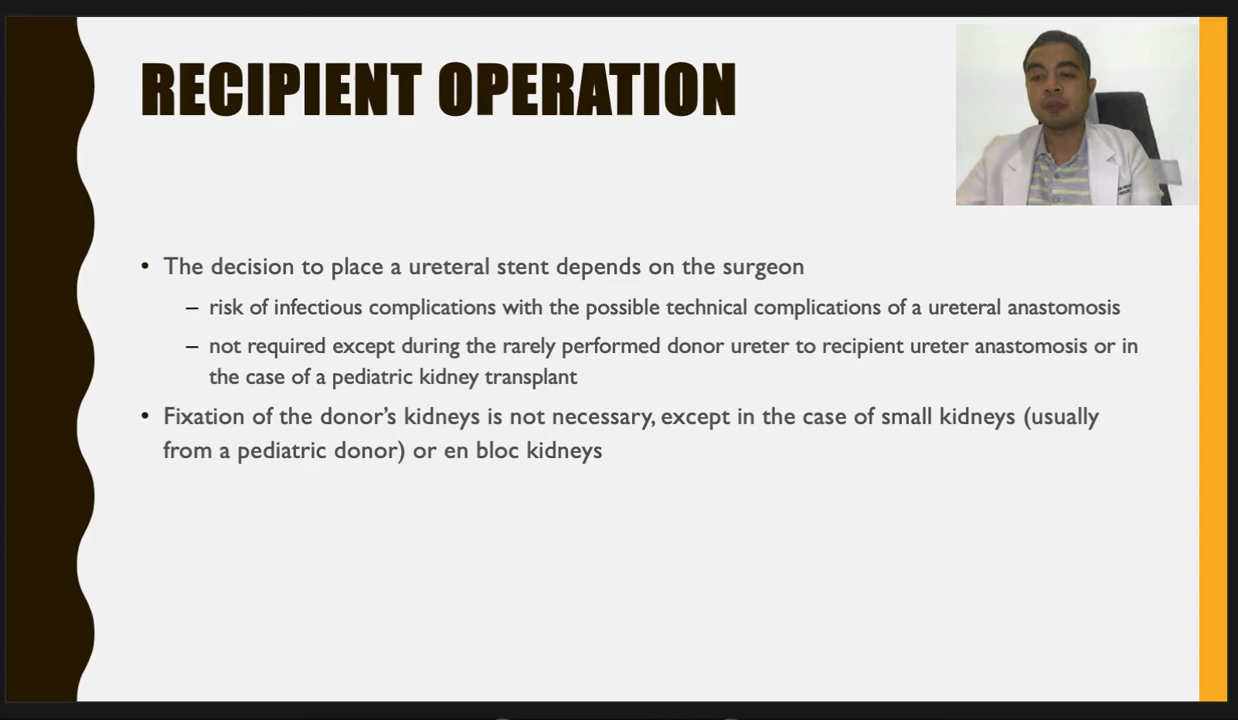 RECIPIENT OPERATION
• The decision to place a ureteral stent depends on the surgeon
– risk of infectious complications with the possible technical complications of a ureteral anastomosis
– not required except during the rarely performed donor ureter to recipient ureter anastomosis or in
the case of a pediatric kidney transplant
• Fixation of the donor’s kidneys is not necessary, except in the case of small kidneys (usually
from a pediatric donor) or en bloc kidneys